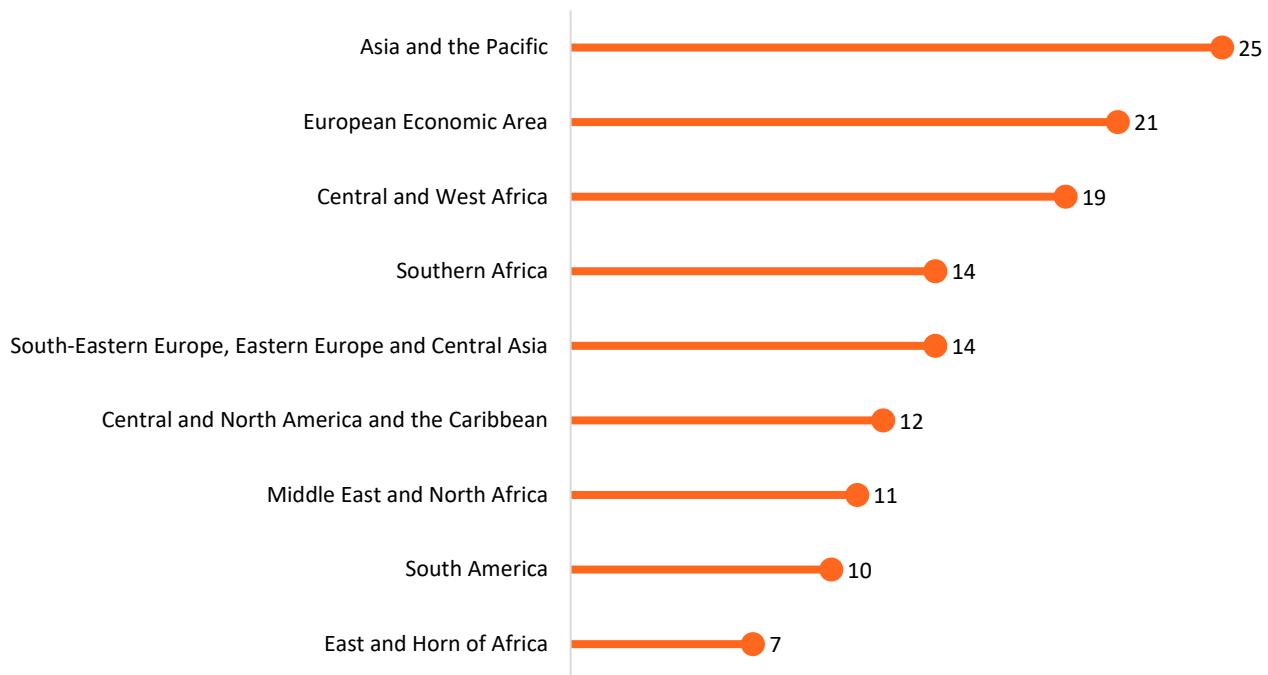 Asia and the Pacific 25
European Economic Area 21
Central and West Africa 19
Southern Africa 14
South-Eastern Europe, Eastern Europe and Central Asia 14
Central and North America and the Caribbean 12
Middle East and North Africa 11
South America 10
East and Horn of Africa 7